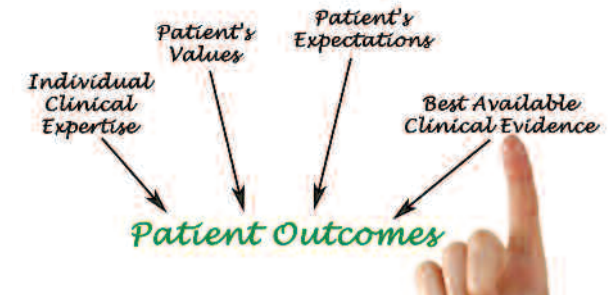 Individual
Clinical
Expertise
Patient's
Values
Patient's
Expectations
Best Available
Clinical Evidence
Patient Outcomes